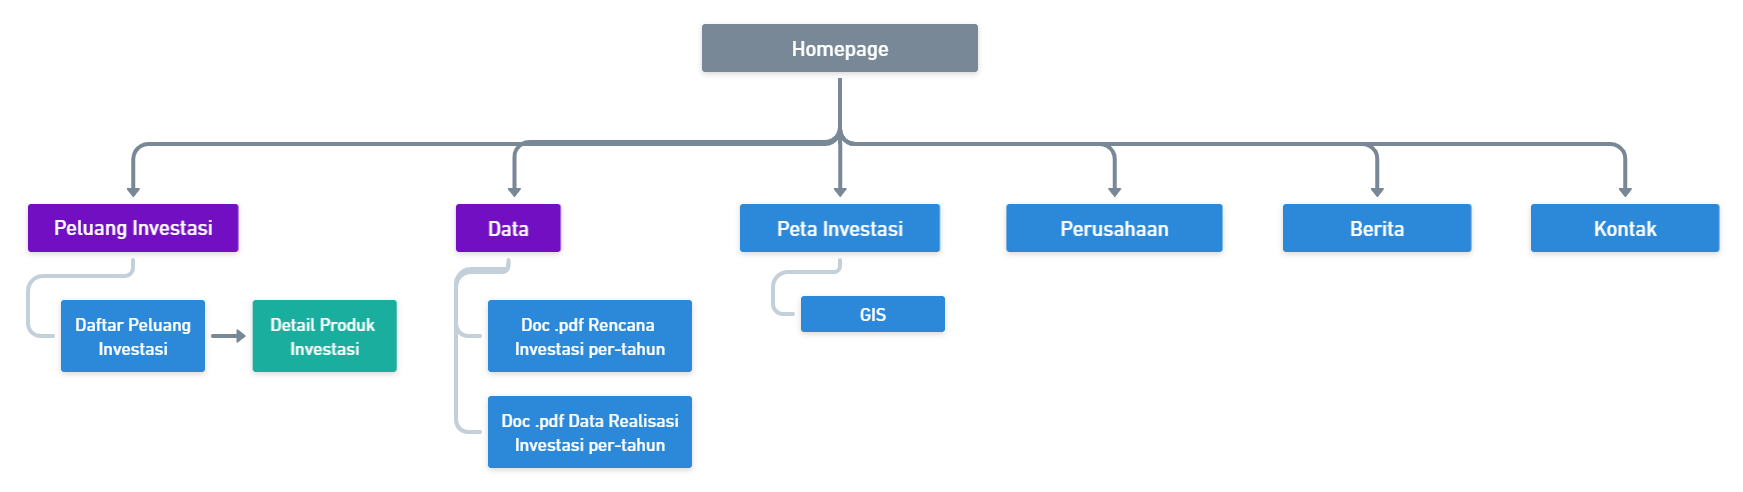 Homepage
Peluang Investasi
Data
Peta Investasi
Perusahaan
Berita
Kontak
Daftar Peluang
Investasi
Detail Produk
Investasi
Doc .pdf Rencana
Investasi per-tahun
Doc .pdf Data Realisasi
Investasi per-tahun
GIS